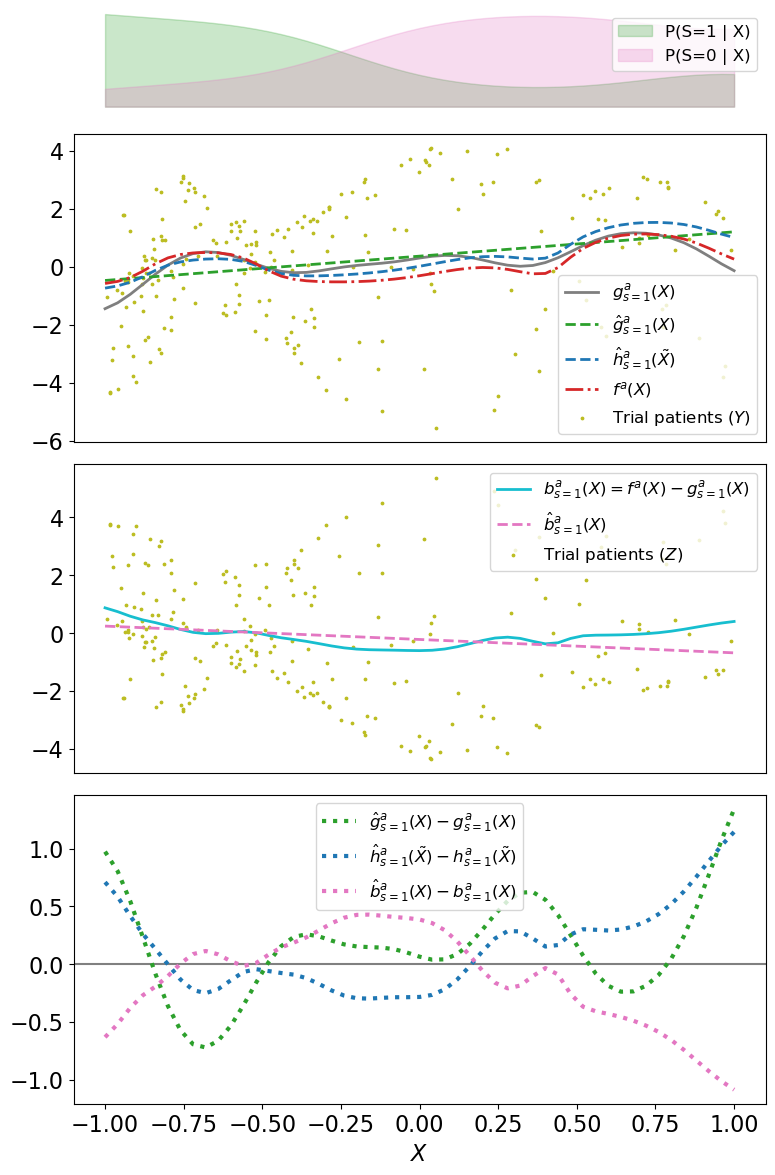 P(S=1 | X)
P(S=0 | X)
4
2
0
−2
−4
−6
g^a_{s=1}(X)
ĝ^a_{s=1}(X)
ĥ^a_{s=1}(X̃)
f^a(X)
Trial patients (Y)
4
2
0
−2
−4
b^a_{s=1}(X) = f^a(X) − g^a_{s=1}(X)
b̂^a_{s=1}(X)
Trial patients (Z)
1.0
0.5
0.0
−0.5
−1.0
ĝ^a_{s=1}(X) − g^a_{s=1}(X)
ĥ^a_{s=1}(X̃) − h^a_{s=1}(X̃)
b̂^a_{s=1}(X) − b^a_{s=1}(X)
−1.00 −0.75 −0.50 −0.25 0.00 0.25 0.50 0.75 1.00
X